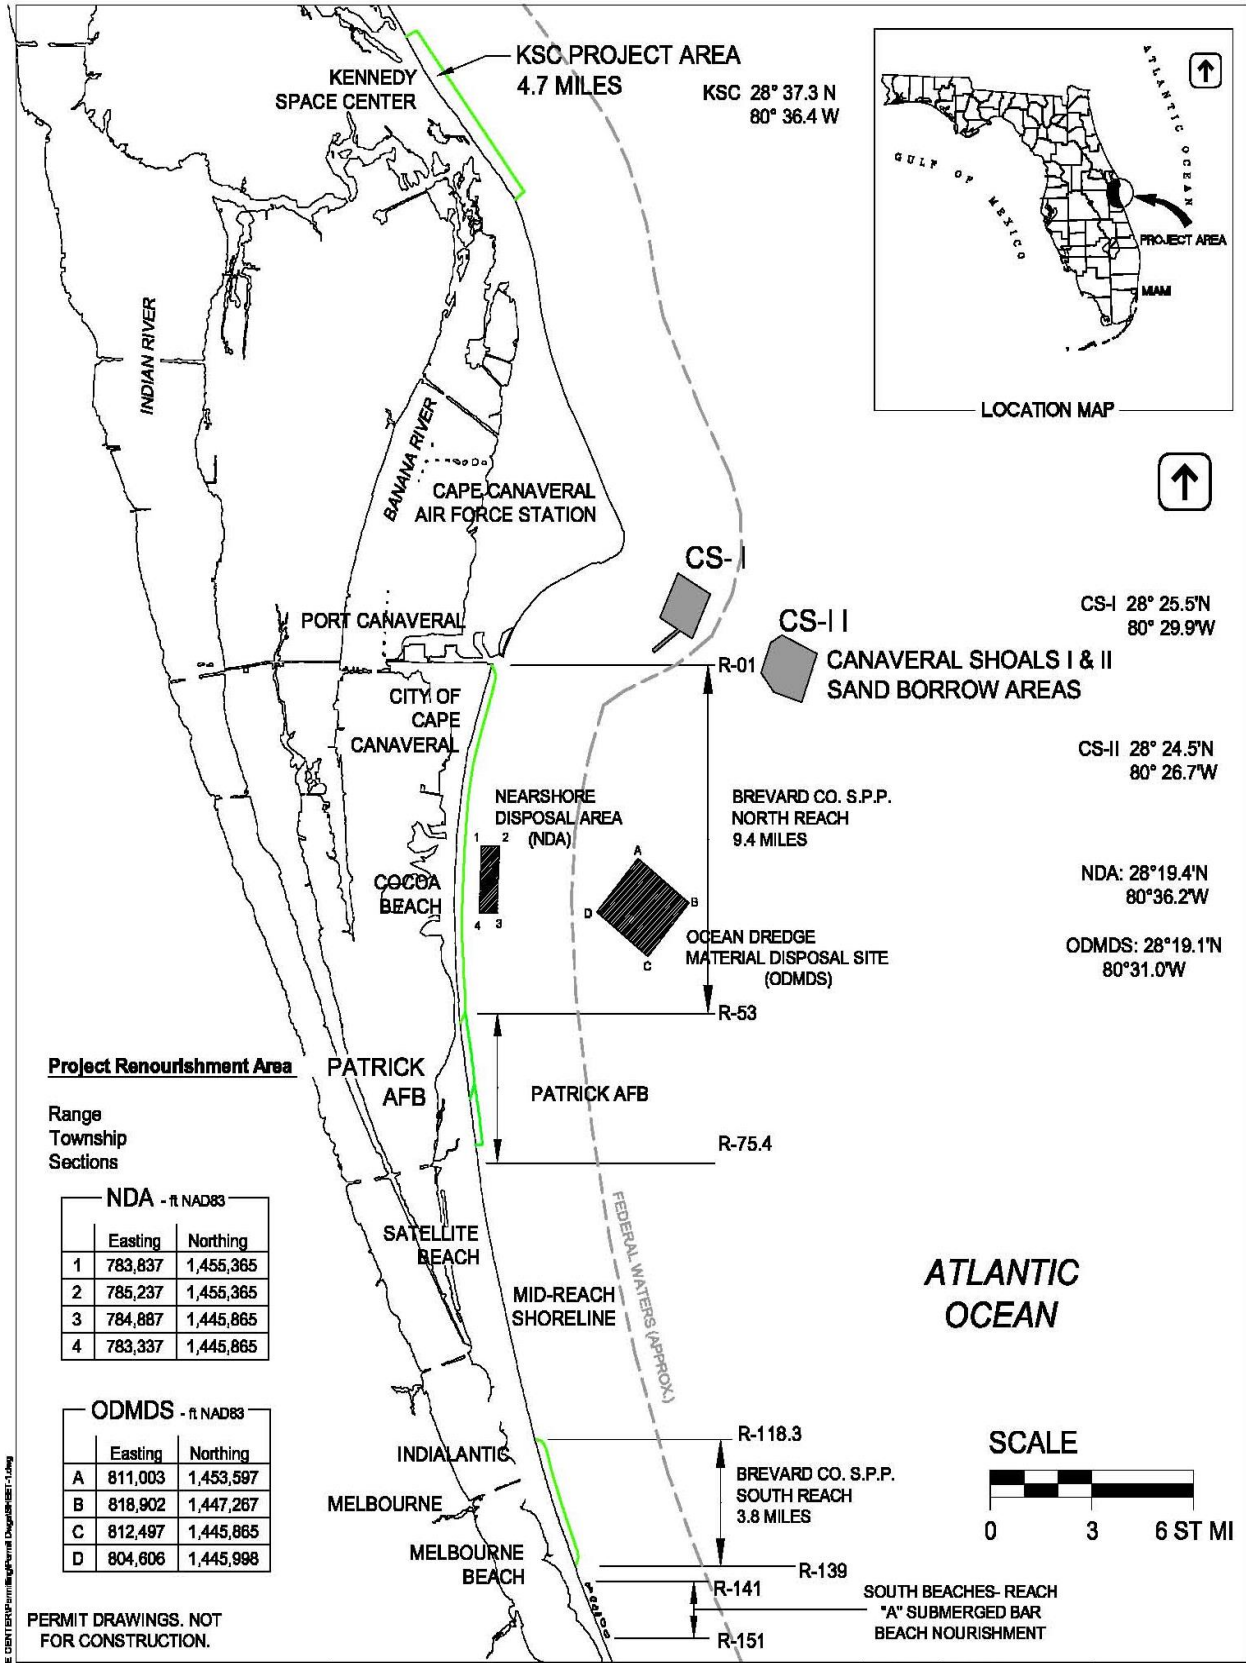 KSC PROJECT AREA
4.7 MILES
KENNEDY
SPACE CENTER
KSC 28° 37.3 N
80° 36.4 W
ATLANTIC OCEAN
GULF OF MEXICO
PROJECT AREA
MIAMI
LOCATION MAP
INDIAN RIVER
BANANA RIVER
CAPE CANAVERAL
AIR FORCE STATION
CS-I
CS-II
PORT CANAVERAL
CS-I 28° 25.5'N
80° 29.9'W
R-01
CANAVERAL SHOALS I & II
SAND BORROW AREAS
CITY OF
CAPE
CANAVERAL
CS-II 28° 24.5'N
80° 26.7'W
NEARSHORE
DISPOSAL AREA
(NDA)
1 2
4 3
BREVARD CO. S.P.P.
NORTH REACH
9.4 MILES
COCOA
BEACH
A
B
C
D
NDA: 28°19.4'N
80°36.2'W
OCEAN DREDGE
MATERIAL DISPOSAL SITE
(ODMDS)
ODMDS: 28°19.1'N
80°31.0'W
R-53
Project Renourishment Area
PATRICK
AFB
PATRICK AFB
Range
Township
Sections
R-75.4
NDA - ft NAD83
Easting Northing
1 783,837 1,455,365
2 785,237 1,455,365
3 784,887 1,445,865
4 783,337 1,445,865
SATELLITE
BEACH
FEDERAL WATERS (APPROX.)
MID-REACH
SHORELINE
ATLANTIC
OCEAN
ODMDS - ft NAD83
Easting Northing
A 811,003 1,453,597
B 818,902 1,447,267
C 812,497 1,445,865
D 804,606 1,445,998
INDIALANTIC
MELBOURNE
MELBOURNE
BEACH
R-118.3
BREVARD CO. S.P.P.
SOUTH REACH
3.8 MILES
R-139
R-141
R-151
SOUTH BEACHES- REACH
"A" SUBMERGED BAR
BEACH NOURISHMENT
SCALE
0 3 6 ST MI
PERMIT DRAWINGS. NOT
FOR CONSTRUCTION.